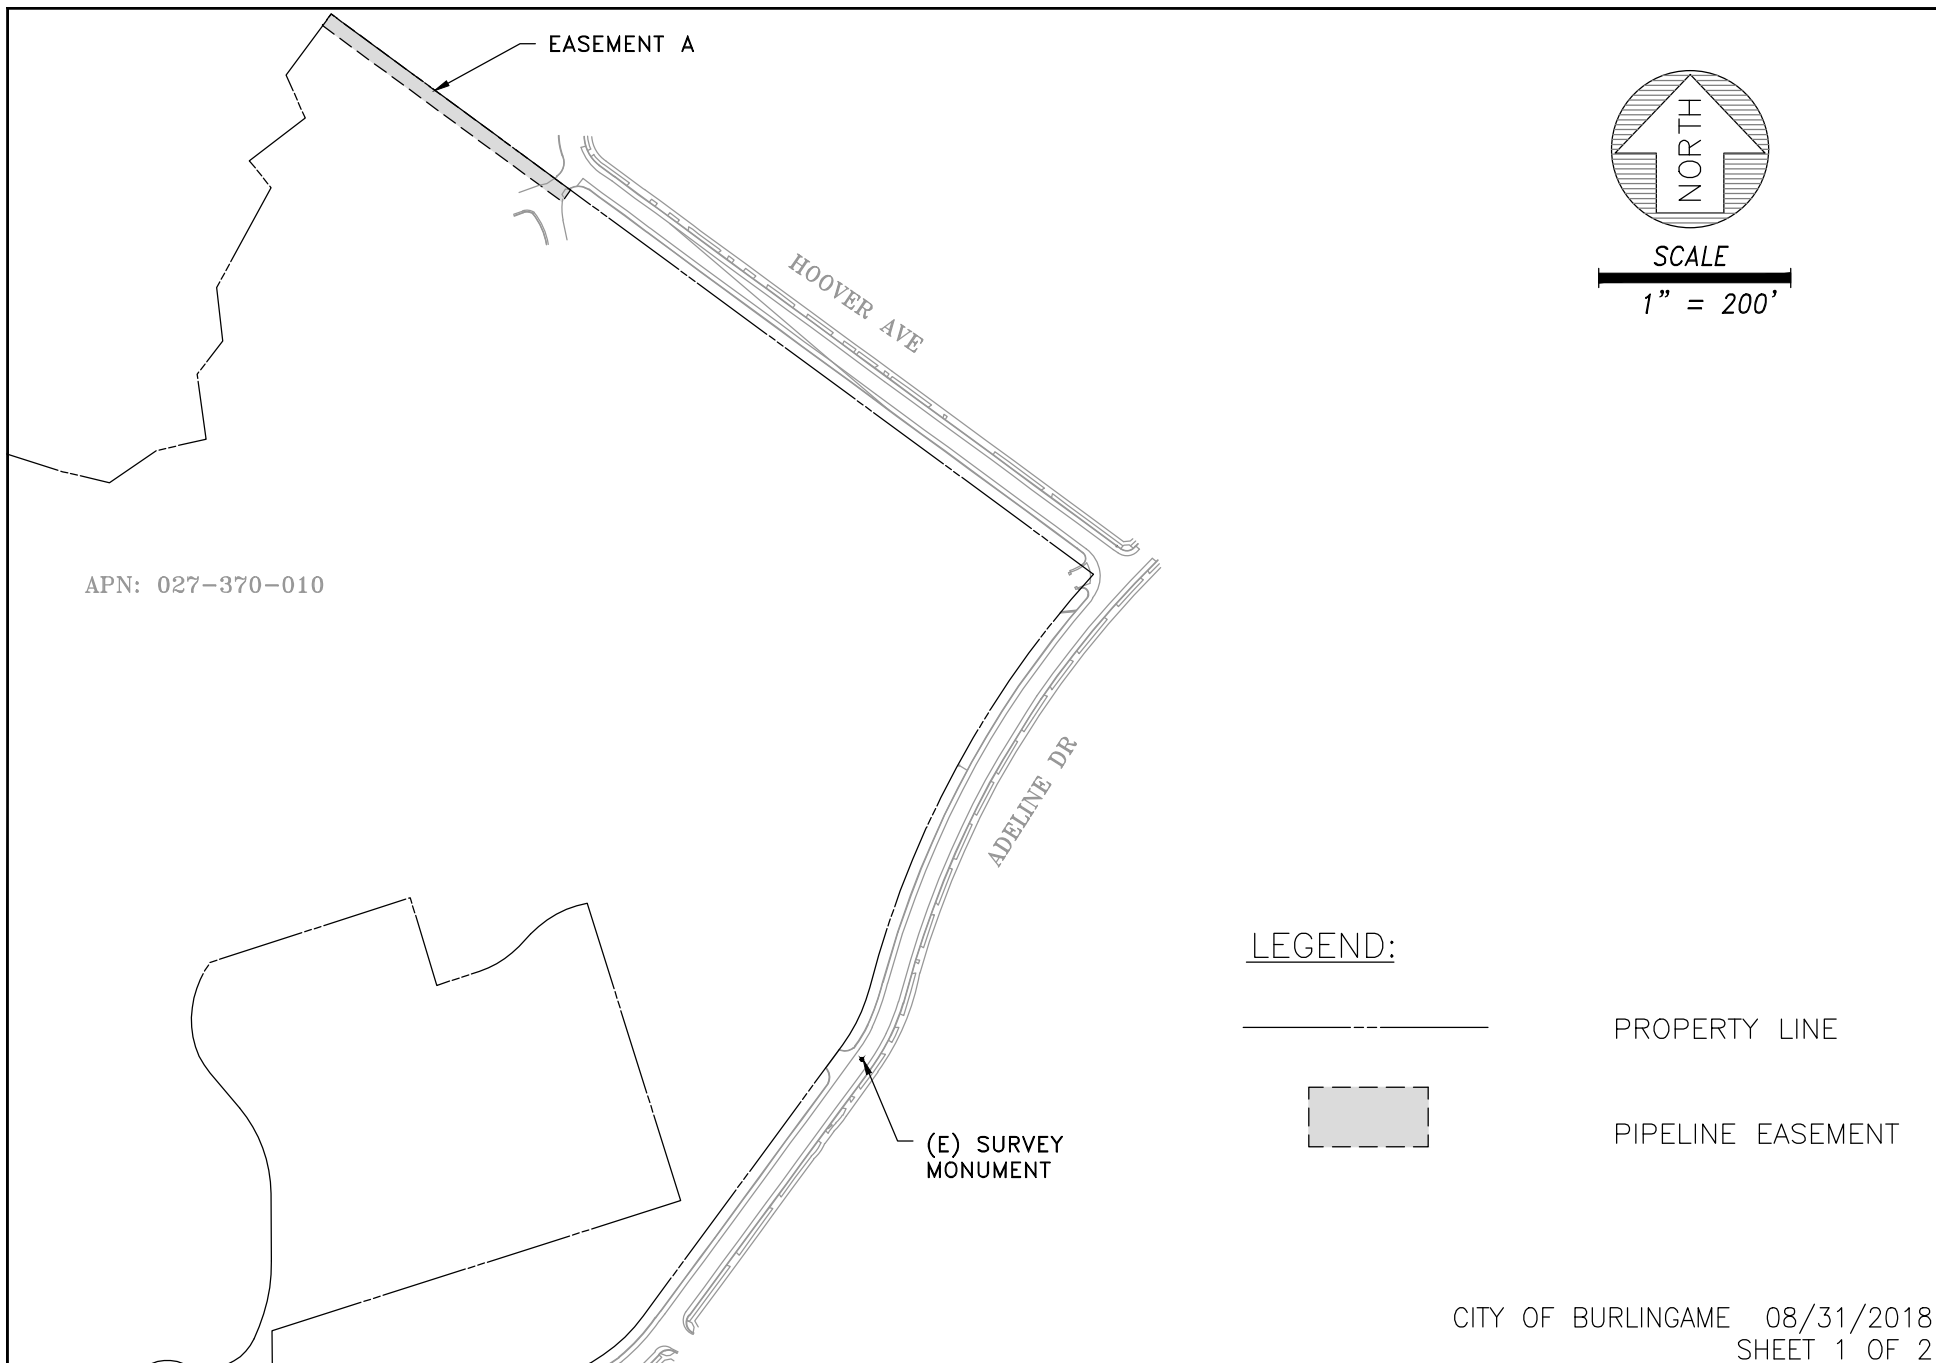 EASEMENT A
NORTH
SCALE
1" = 200'
HOOVER AVE
APN: 027-370-010
ADELINE DR
LEGEND:
PROPERTY LINE
PIPELINE EASEMENT
(E) SURVEY
MONUMENT
CITY OF BURLINGAME 08/31/2018
SHEET 1 OF 2